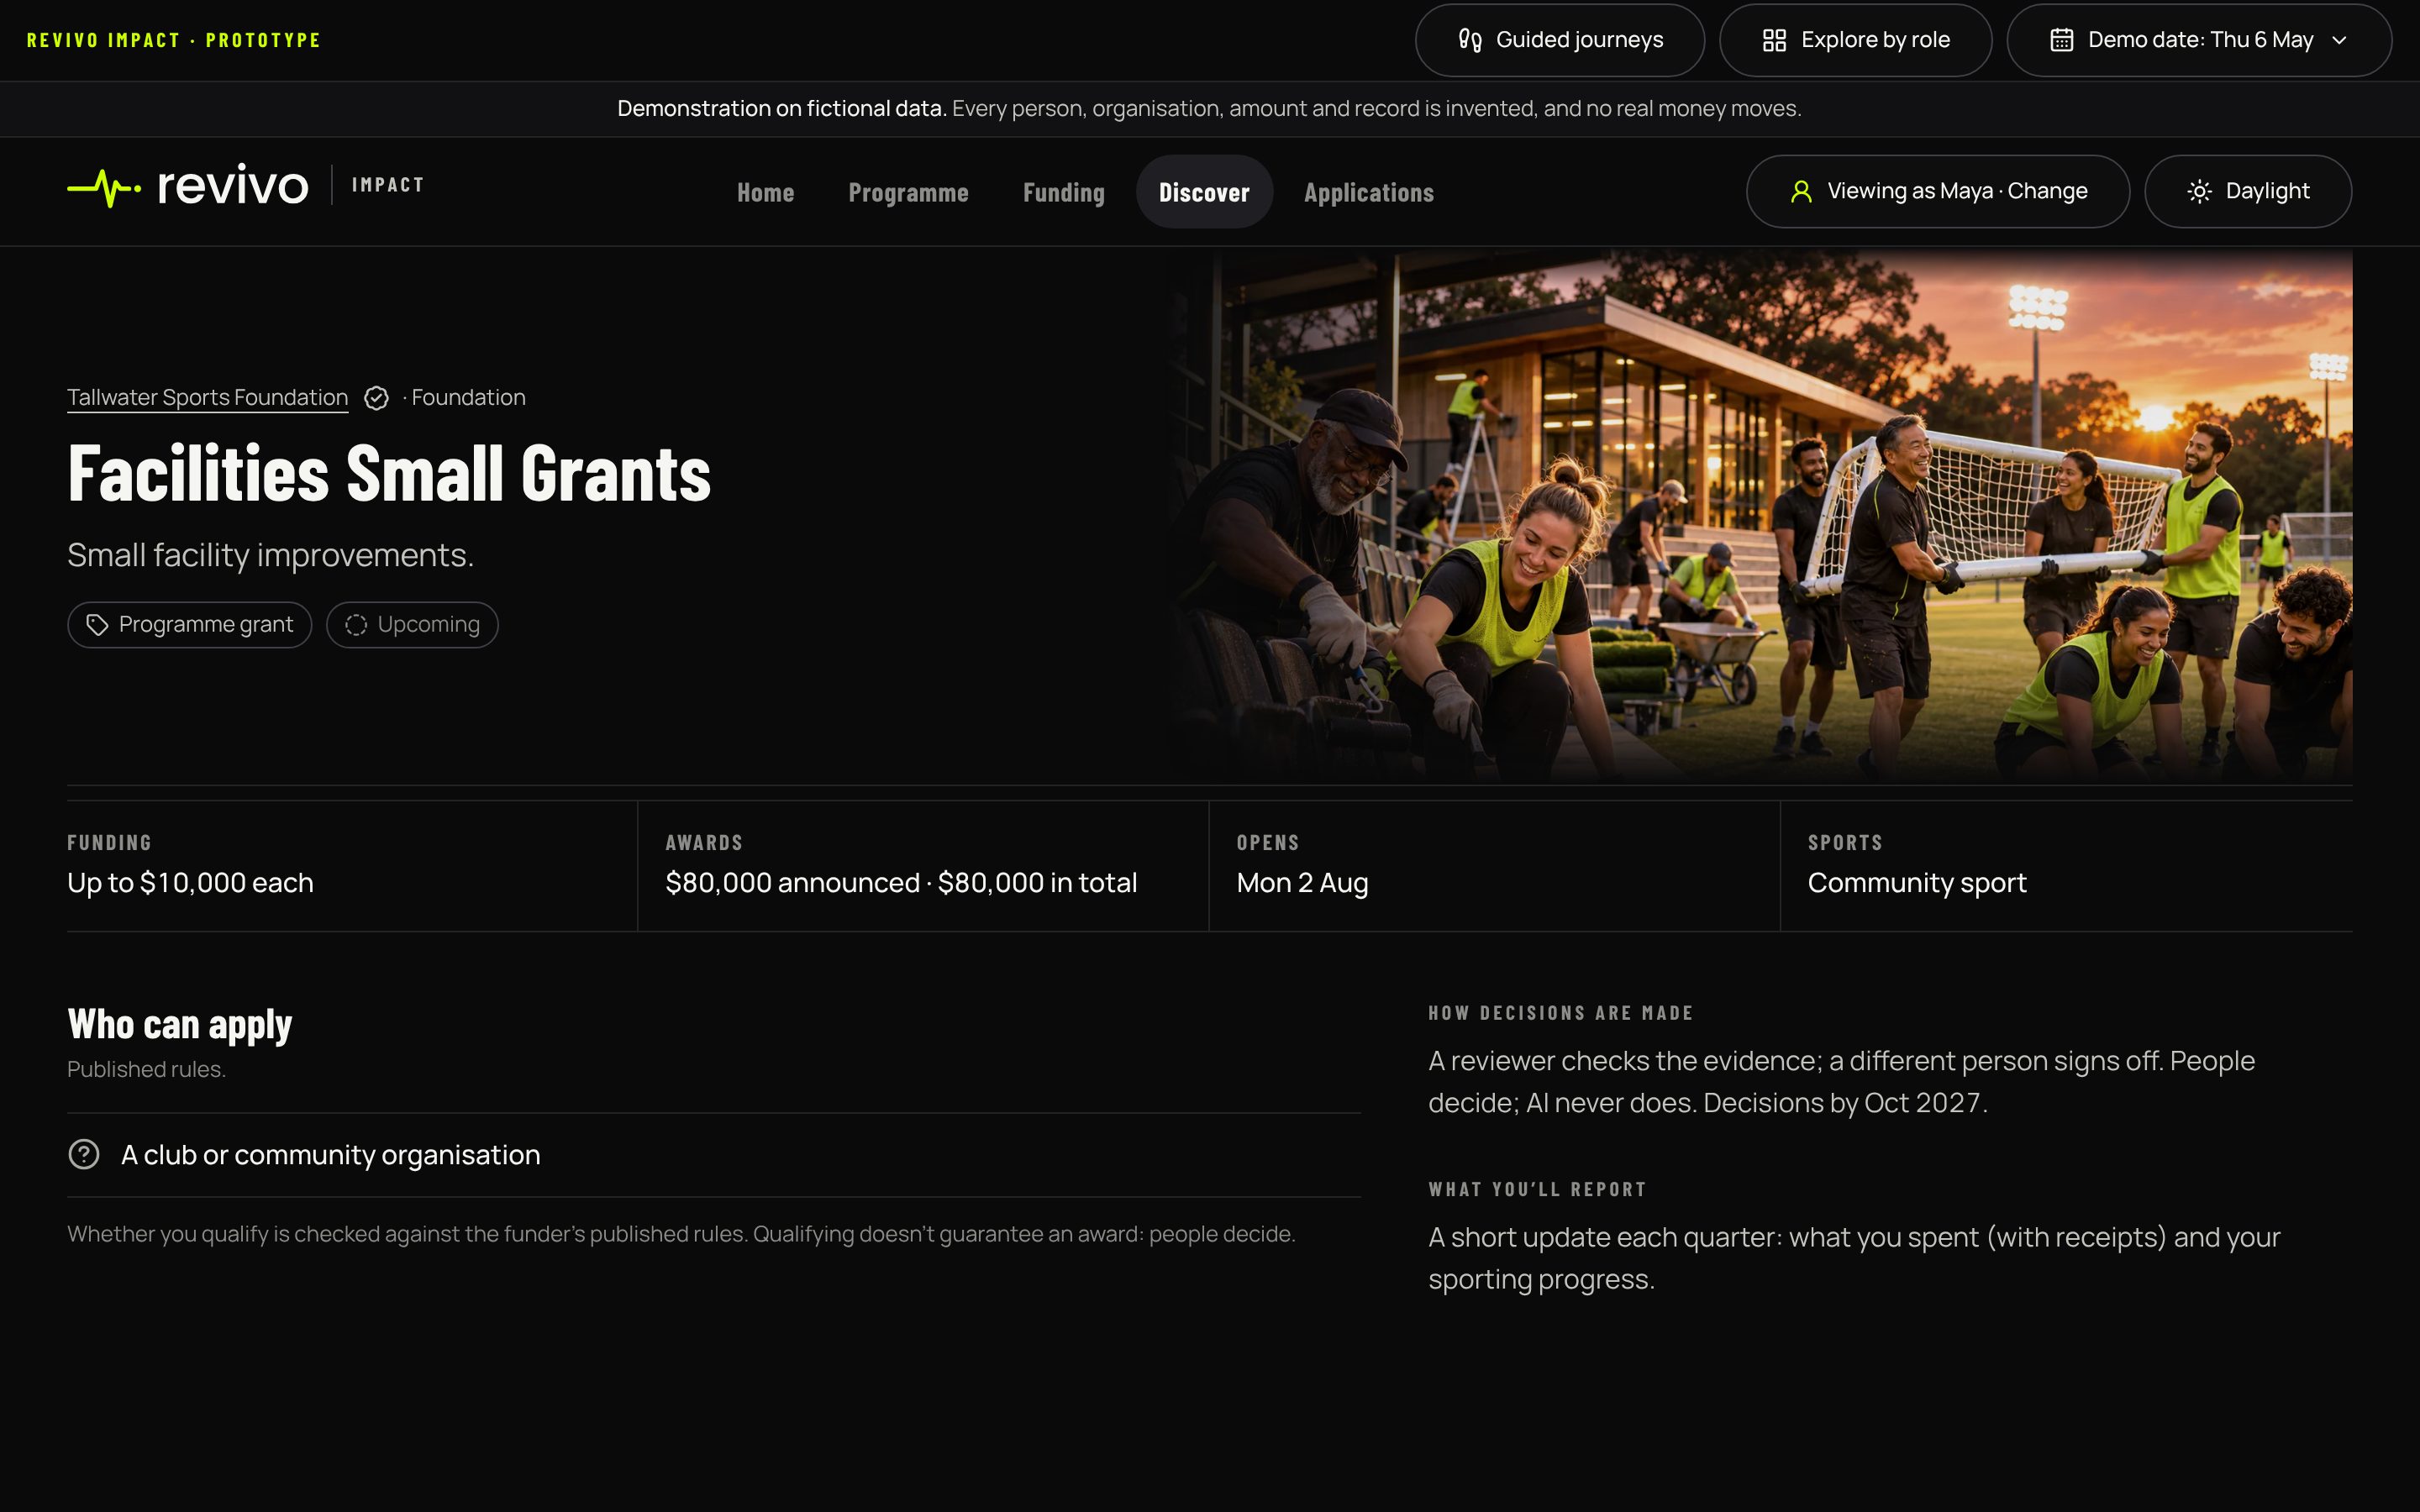 REVIVO IMPACT · PROTOTYPE
Guided journeys
Explore by role
Demo date: Thu 6 May
Demonstration on fictional data. Every person, organisation, amount and record is invented, and no real money moves.
revivo
IMPACT
Home
Programme
Funding
Discover
Applications
Viewing as Maya · Change
Daylight
Tallwater Sports Foundation · Foundation
Facilities Small Grants
Small facility improvements.
Programme grant
Upcoming
FUNDING
Up to $10,000 each
AWARDS
$80,000 announced · $80,000 in total
OPENS
Mon 2 Aug
SPORTS
Community sport
Who can apply
Published rules.
A club or community organisation
Whether you qualify is checked against the funder’s published rules. Qualifying doesn’t guarantee an award: people decide.
HOW DECISIONS ARE MADE
A reviewer checks the evidence; a different person signs off. People
decide; AI never does. Decisions by Oct 2027.
WHAT YOU’LL REPORT
A short update each quarter: what you spent (with receipts) and your
sporting progress.